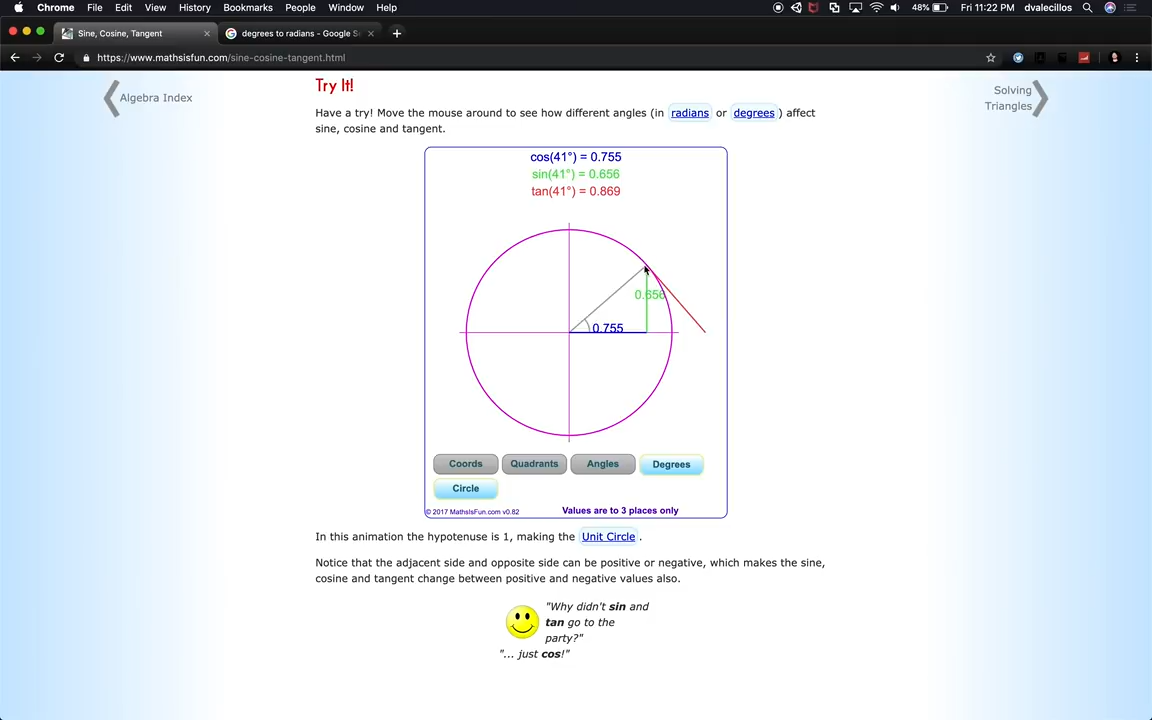 Chrome File Edit View History Bookmarks People Window Help 48% Fri 11:22 PM dvalecillos
Sine, Cosine, Tangent × degrees to radians - Google S × +
https://www.mathsisfun.com/sine-cosine-tangent.html
Algebra Index
Solving
Triangles
Try It!
Have a try! Move the mouse around to see how different angles (in radians or degrees ) affect
sine, cosine and tangent.
cos(41°) = 0.755
sin(41°) = 0.656
tan(41°) = 0.869
0.656
0.755
Coords Quadrants Angles Degrees
Circle
© 2017 MathsIsFun.com v0.82 Values are to 3 places only
In this animation the hypotenuse is 1, making the Unit Circle .
Notice that the adjacent side and opposite side can be positive or negative, which makes the sine,
cosine and tangent change between positive and negative values also.
"Why didn't sin and
tan go to the
party?"
"... just cos!"